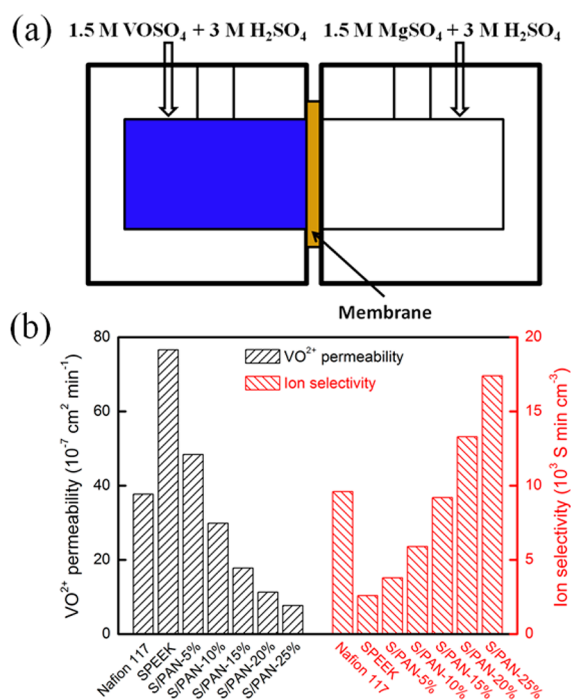 (a) 1.5 M VOSO₄ + 3 M H₂SO₄ 1.5 M MgSO₄ + 3 M H₂SO₄
Membrane
(b)
VO²⁺ permeability (10⁻⁷ cm² min⁻¹)
80
60
40
20
0
VO²⁺ permeability
Ion selectivity
20
15
10
5
0
Ion selectivity (10³ S min cm⁻³)
Nafion 117
SPEEK
S/PAN-5%
S/PAN-10%
S/PAN-15%
S/PAN-20%
S/PAN-25%
Nafion 117
SPEEK
S/PAN-5%
S/PAN-10%
S/PAN-15%
S/PAN-20%
S/PAN-25%